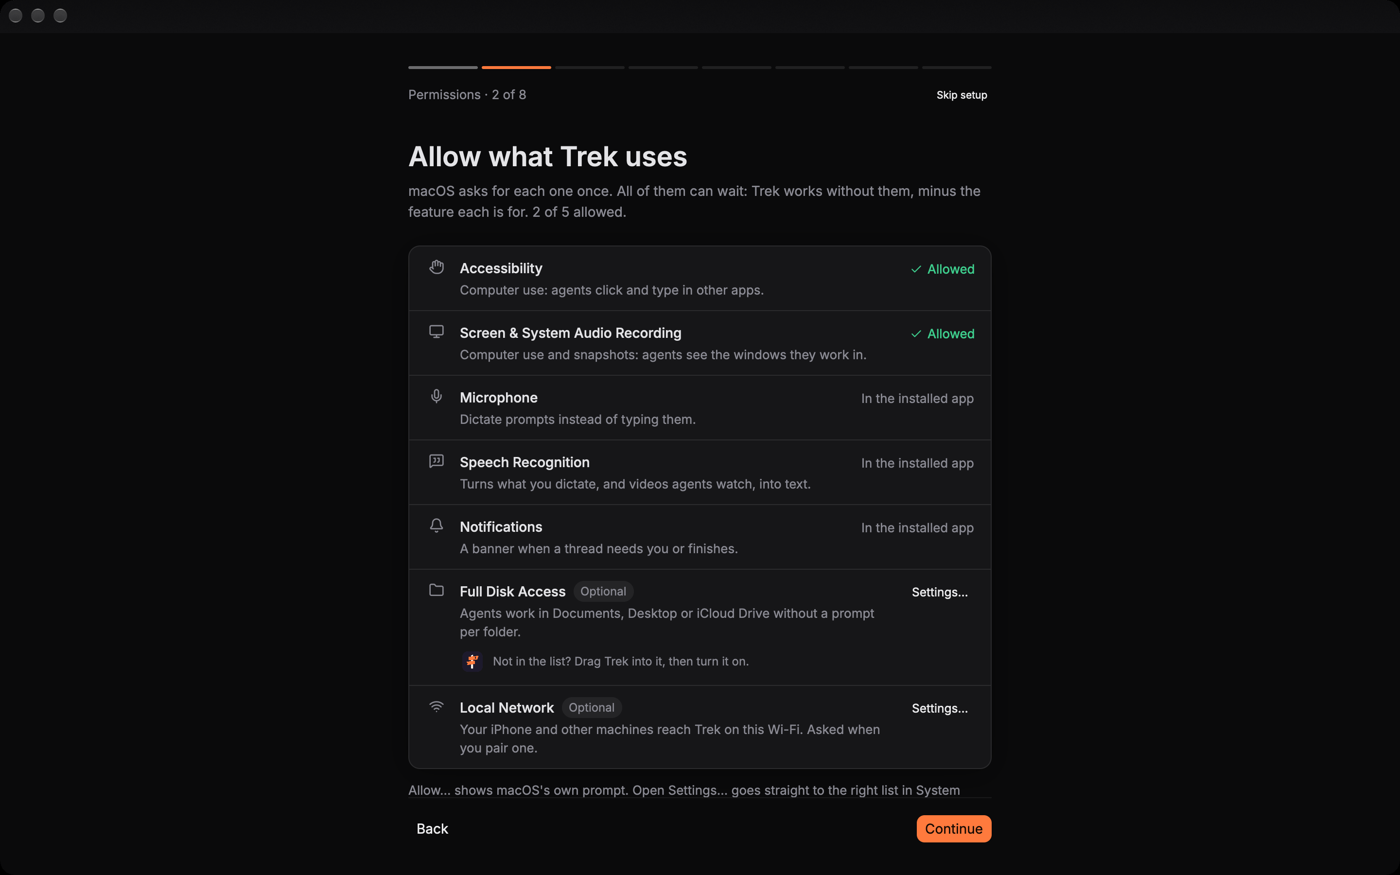 Permissions · 2 of 8
Skip setup
Allow what Trek uses
macOS asks for each one once. All of them can wait: Trek works without them, minus the
feature each is for. 2 of 5 allowed.
Accessibility
Allowed
Computer use: agents click and type in other apps.
Screen & System Audio Recording
Allowed
Computer use and snapshots: agents see the windows they work in.
Microphone
In the installed app
Dictate prompts instead of typing them.
Speech Recognition
In the installed app
Turns what you dictate, and videos agents watch, into text.
Notifications
In the installed app
A banner when a thread needs you or finishes.
Full Disk Access
Optional
Settings...
Agents work in Documents, Desktop or iCloud Drive without a prompt
per folder.
Not in the list? Drag Trek into it, then turn it on.
Local Network
Optional
Settings...
Your iPhone and other machines reach Trek on this Wi-Fi. Asked when
you pair one.
Allow... shows macOS's own prompt. Open Settings... goes straight to the right list in System
Back
Continue